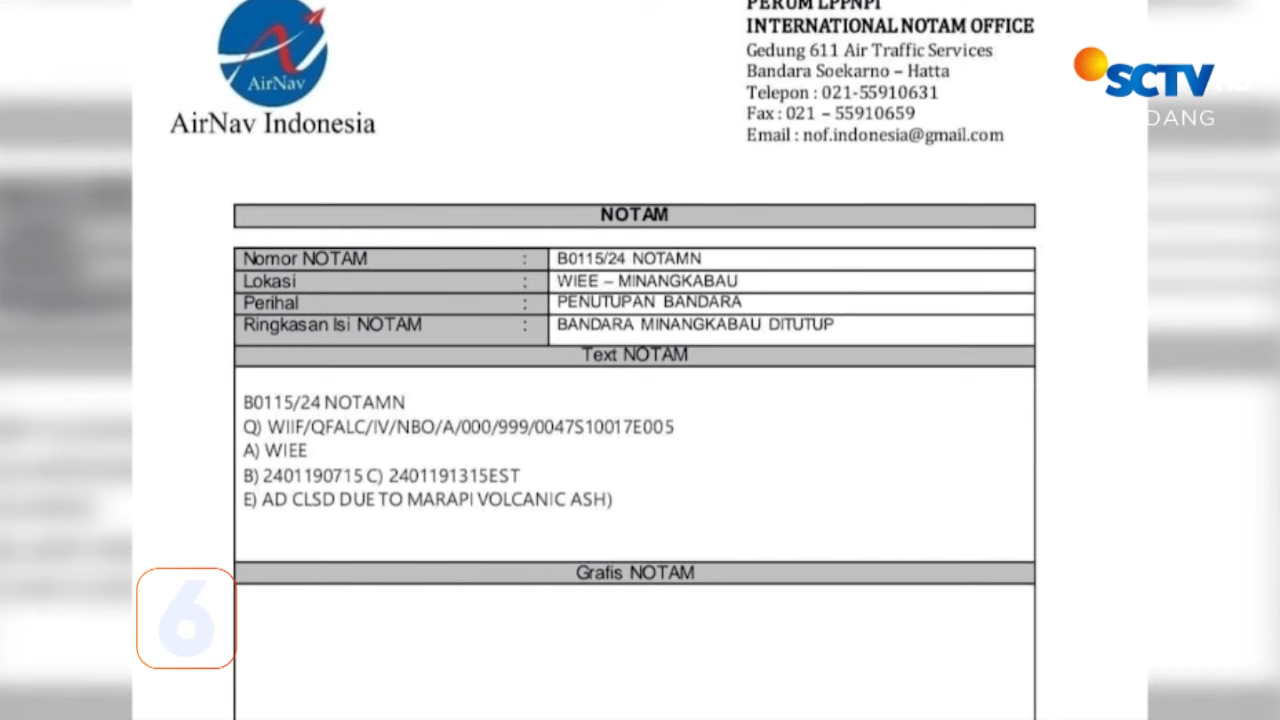 AirNav
AirNav Indonesia
PERUM LPPNPI
INTERNATIONAL NOTAM OFFICE
Gedung 611 Air Traffic Services
Bandara Soekarno – Hatta
Telepon : 021-55910631
Fax : 021 – 55910659
Email : nof.indonesia@gmail.com
SCTV
DANG
NOTAM
Nomor NOTAM : B0115/24 NOTAMN
Lokasi : WIEE – MINANGKABAU
Perihal : PENUTUPAN BANDARA
Ringkasan Isi NOTAM : BANDARA MINANGKABAU DITUTUP
Text NOTAM
B0115/24 NOTAMN
Q) WIIF/QFALC/IV/NBO/A/000/999/0047S10017E005
A) WIEE
B) 2401190715 C) 2401191315EST
E) AD CLSD DUE TO MARAPI VOLCANIC ASH)
Grafis NOTAM
6